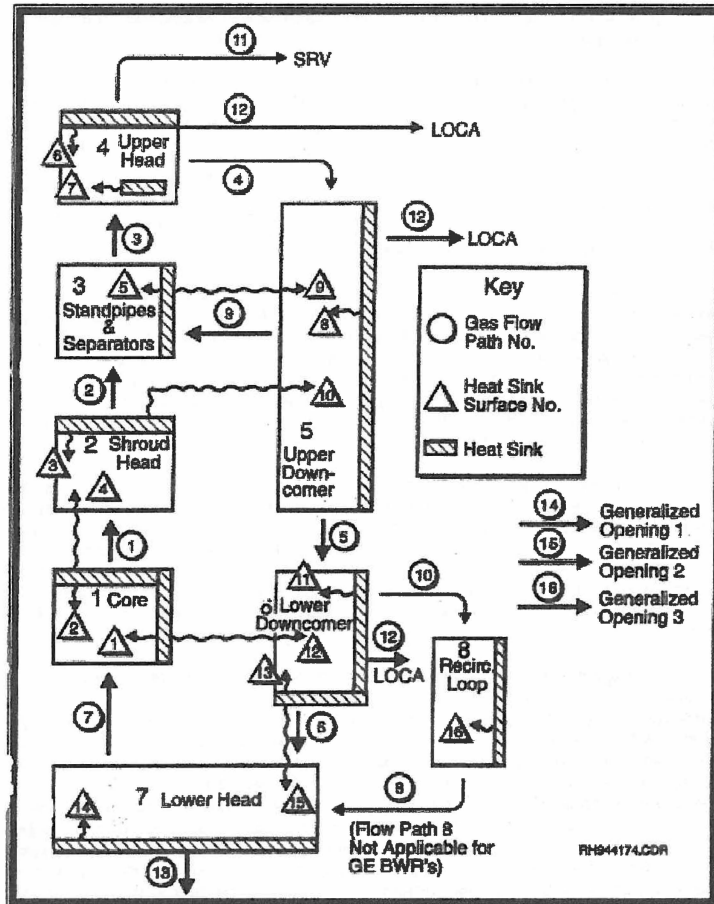 11
SRV
12
LOCA
4 Upper
Head
6
7
4
12
LOCA
3
3
Standpipes
&
Separators
5
9
9
8
Key
Gas Flow
Path No.
Heat Sink
Surface No.
Heat Sink
2
2 Shroud
Head
3
4
10
5
Upper
Down-
comer
1
5
14
Generalized
Opening 1
15
Generalized
Opening 2
16
Generalized
Opening 3
1 Core
2
1
11
6 Lower
Downcomer
12
13
10
12
LOCA
8
Recirc.
Loop
16
7
6
7 Lower Head
14
15
8
(Flow Path 8
Not Applicable for
GE BWR's)
13
RH944174.CDR